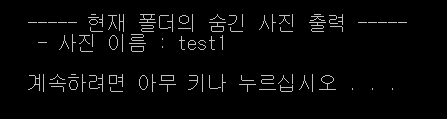 ----- 현재 폴더의 숨긴 사진 출력 -----
- 사진 이름 : test1
계속하려면 아무 키나 누르십시오 . . .